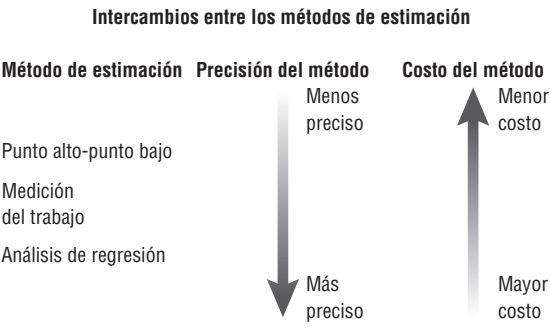 Intercambios entre los métodos de estimación
Método de estimación Precisión del método Costo del método
Menos Menor
preciso costo
Punto alto-punto bajo
Medición
del trabajo
Análisis de regresión
Más Mayor
preciso costo